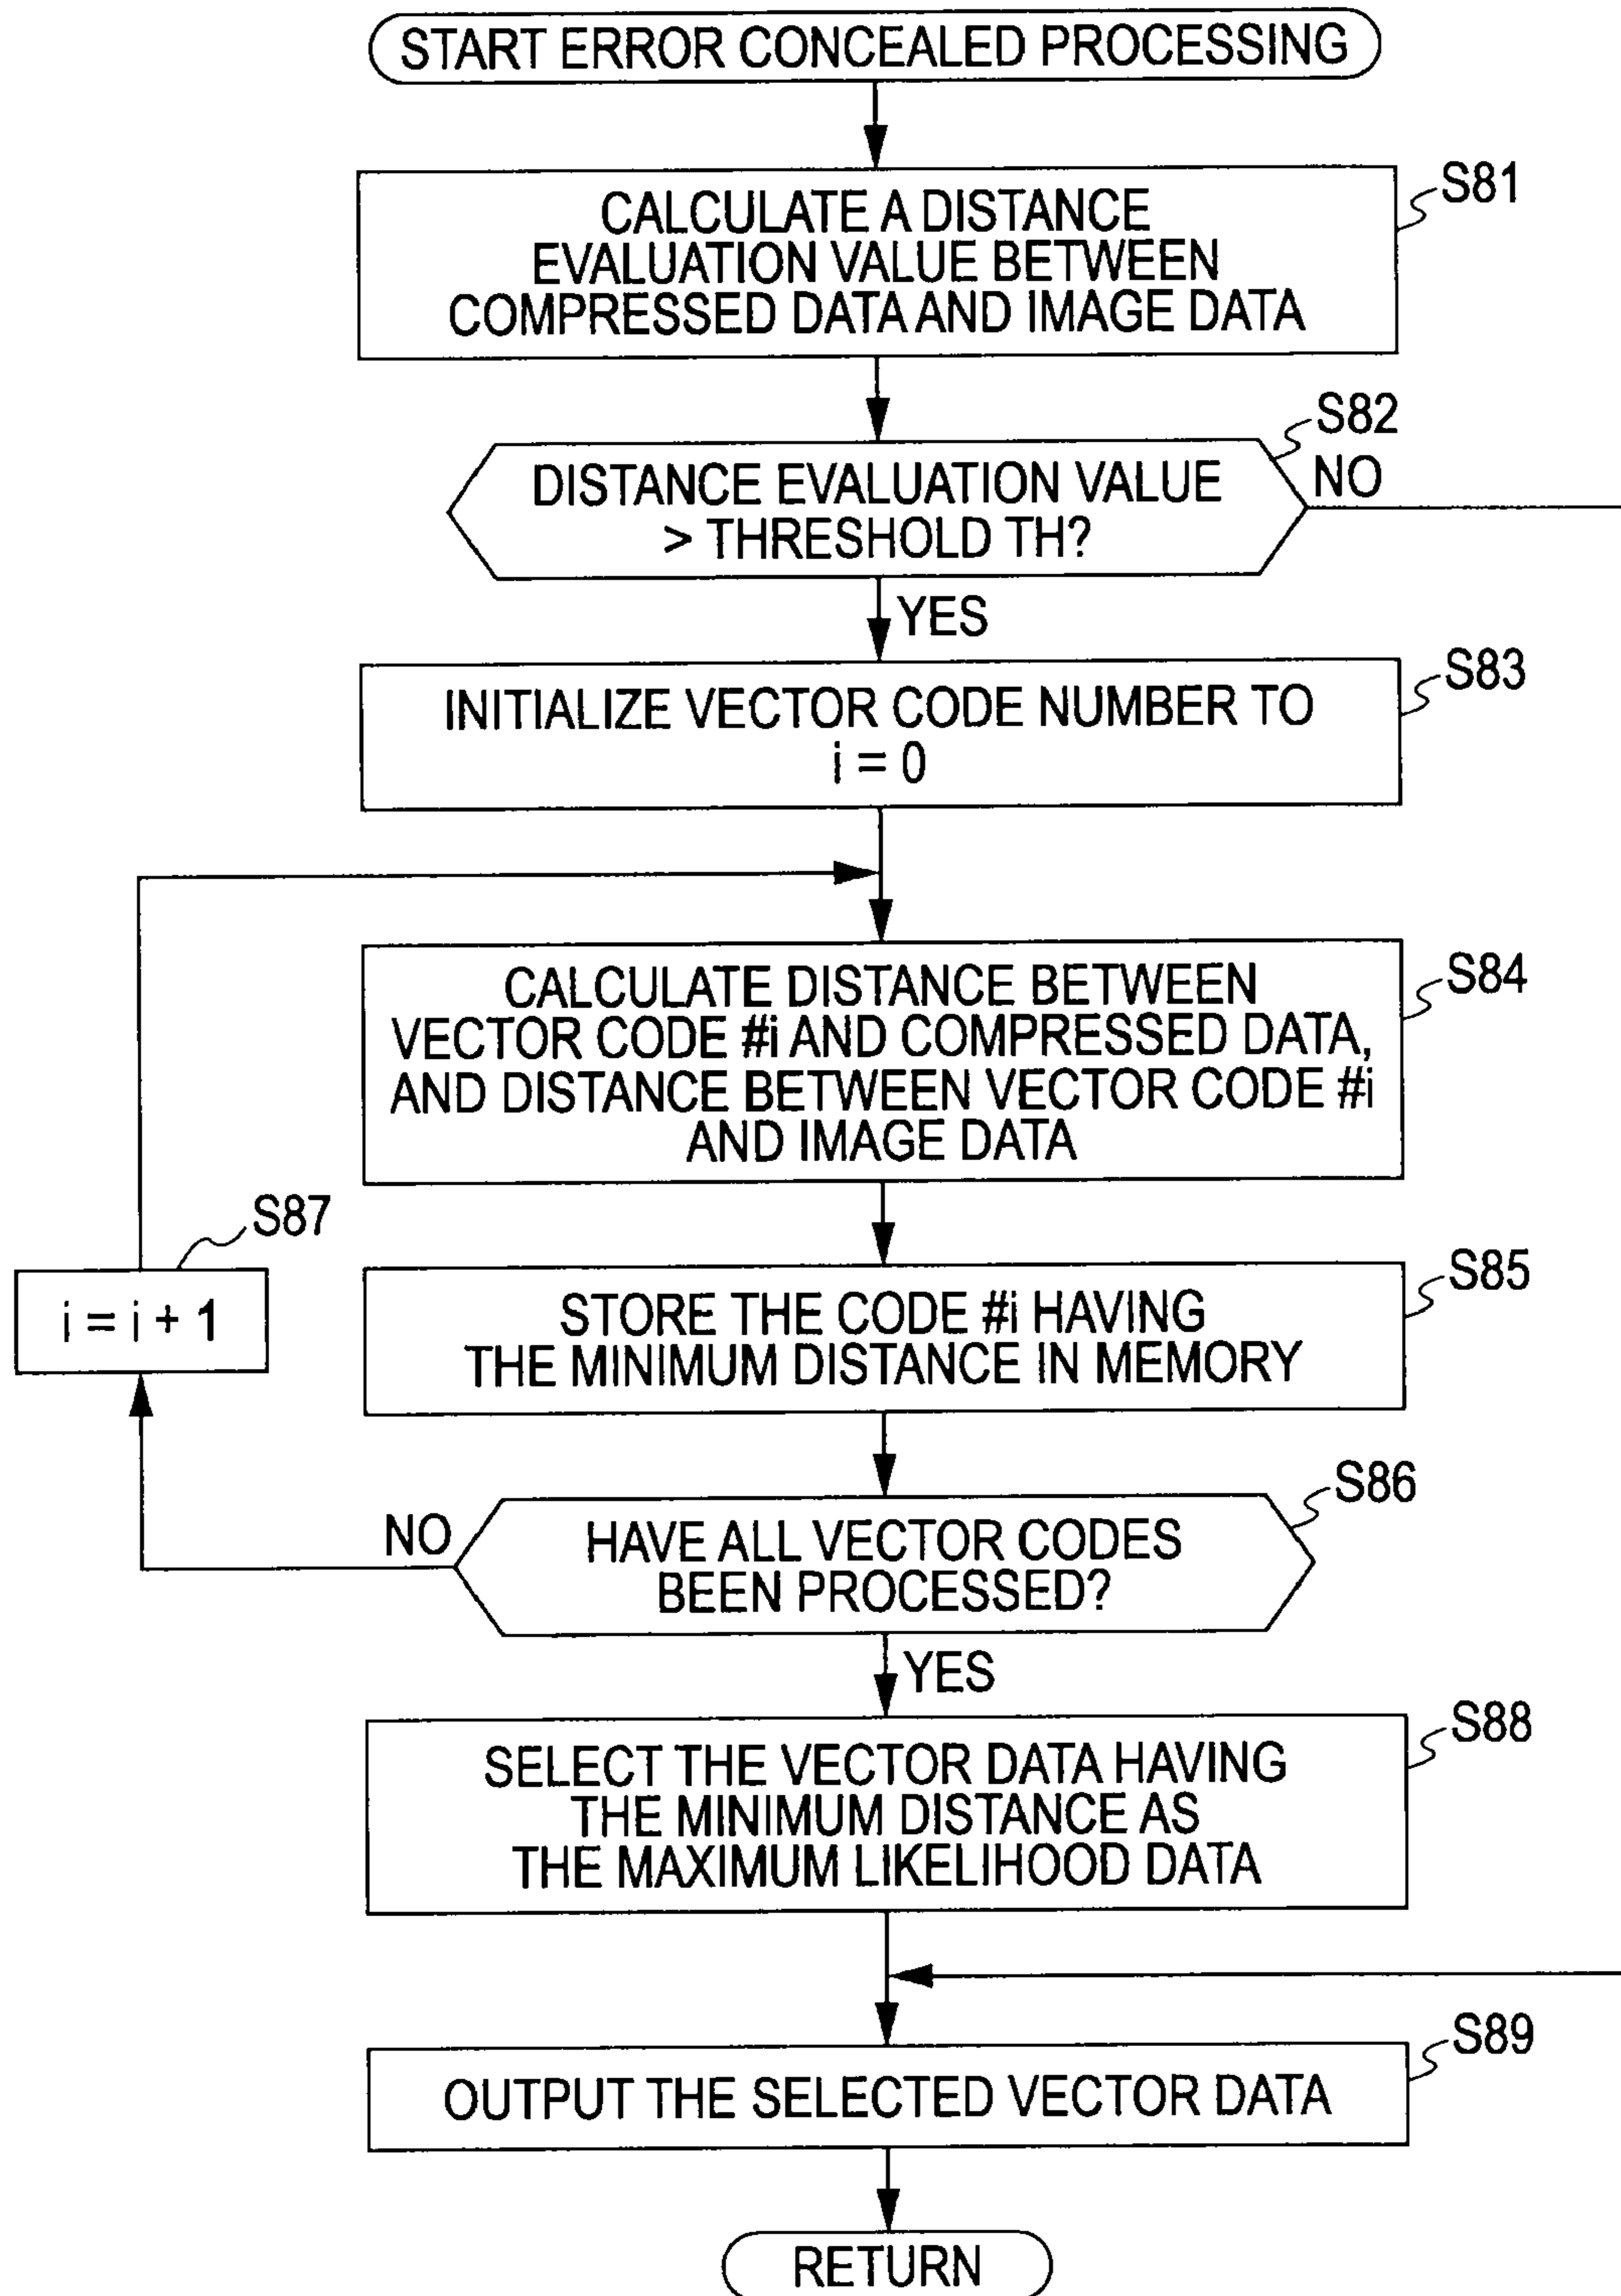 START ERROR CONCEALED PROCESSING
S81
CALCULATE A DISTANCE
EVALUATION VALUE BETWEEN
COMPRESSED DATA AND IMAGE DATA
S82
DISTANCE EVALUATION VALUE
> THRESHOLD TH?
NO
YES
S83
INITIALIZE VECTOR CODE NUMBER TO
i = 0
S84
CALCULATE DISTANCE BETWEEN
VECTOR CODE #i AND COMPRESSED DATA,
AND DISTANCE BETWEEN VECTOR CODE #i
AND IMAGE DATA
S87
i = i + 1
S85
STORE THE CODE #i HAVING
THE MINIMUM DISTANCE IN MEMORY
S86
NO
HAVE ALL VECTOR CODES
BEEN PROCESSED?
YES
S88
SELECT THE VECTOR DATA HAVING
THE MINIMUM DISTANCE AS
THE MAXIMUM LIKELIHOOD DATA
S89
OUTPUT THE SELECTED VECTOR DATA
RETURN